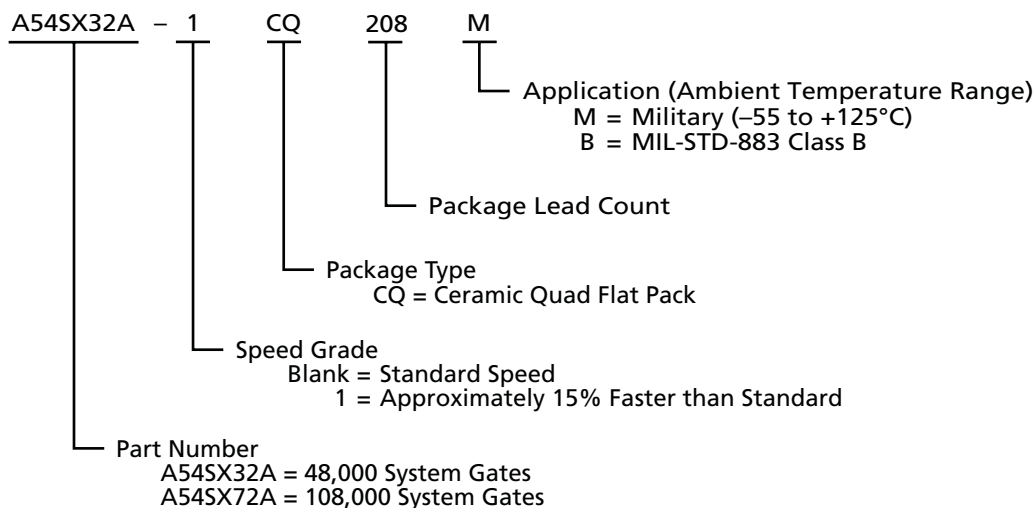 A54SX32A – 1 CQ 208 M
Application (Ambient Temperature Range)
M = Military (–55 to +125°C)
B = MIL-STD-883 Class B
Package Lead Count
Package Type
CQ = Ceramic Quad Flat Pack
Speed Grade
Blank = Standard Speed
1 = Approximately 15% Faster than Standard
Part Number
A54SX32A = 48,000 System Gates
A54SX72A = 108,000 System Gates